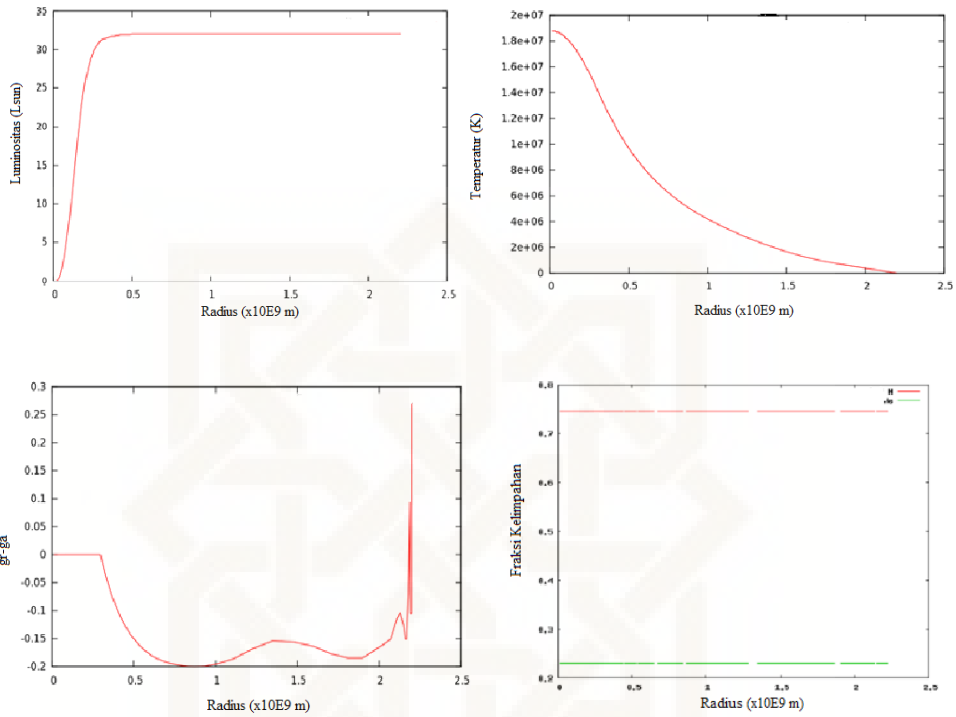 35
30
25
20
15
10
5
0
Luminositas (Lsun)
0 0.5 1 1.5 2 2.5
Radius (x10E9 m)
2e+07
1.8e+07
1.6e+07
1.4e+07
1.2e+07
1e+07
8e+06
6e+06
4e+06
2e+06
0
Temperatur (K)
0 0.5 1 1.5 2 2.5
Radius (x10E9 m)
0.3
0.25
0.2
0.15
0.1
0.05
0
-0.05
-0.1
-0.15
-0.2
gr-ga
0 0.5 1 1.5 2 2.5
Radius (x10E9 m)
0.8
0.7
0.6
0.5
0.4
0.3
0.2
Fraksi Kelimpahan
H
0 0.5 1 1.5 2 2.5
Radius (x10E9 m)